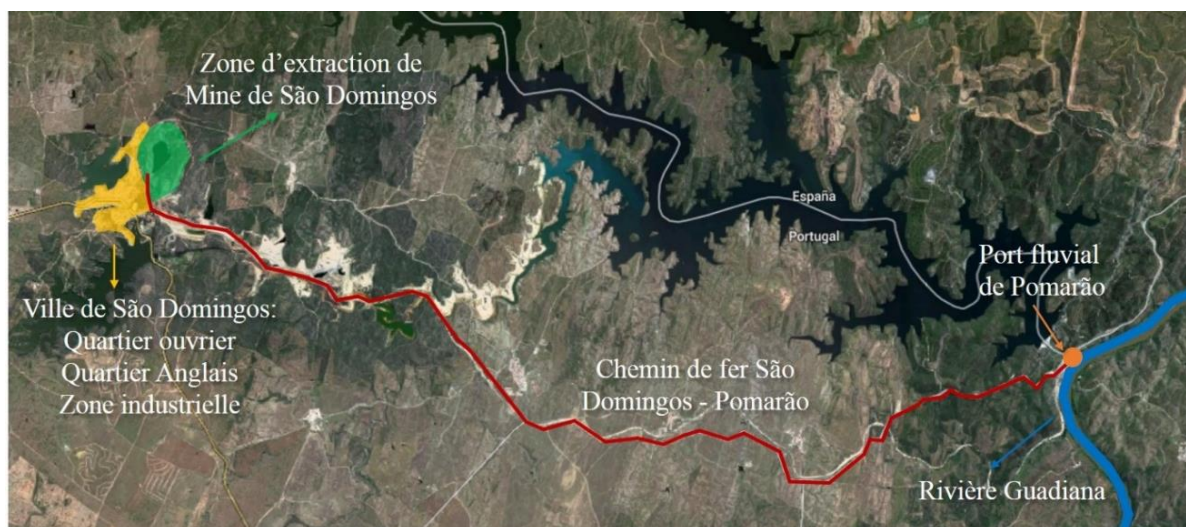 Zone d’extraction de
Mine de São Domingos
España
Portugal
Port fluvial
de Pomarão
Ville de São Domingos:
Quartier ouvrier
Quartier Anglais
Zone industrielle
Chemin de fer São
Domingos - Pomarão
Rivière Guadiana